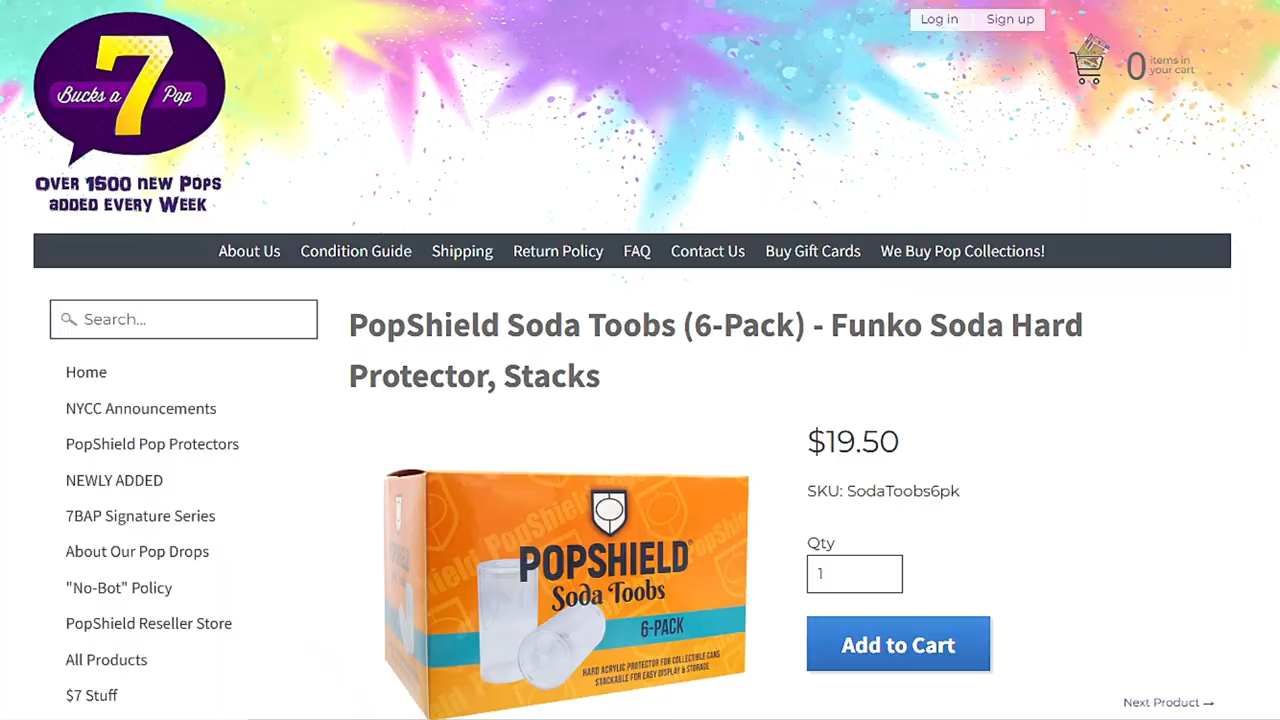 Log in Sign up
0 items in your cart
Bucks a 7 Pop
Over 1500 new Pops
added every Week
About Us Condition Guide Shipping Return Policy FAQ Contact Us Buy Gift Cards We Buy Pop Collections!
Search...
PopShield Soda Toobs (6-Pack) - Funko Soda Hard
Protector, Stacks
Home
NYCC Announcements
PopShield Pop Protectors
NEWLY ADDED
7BAP Signature Series
About Our Pop Drops
"No-Bot" Policy
PopShield Reseller Store
All Products
$7 Stuff
PopShield
POPSHIELD
Soda Toobs
6-PACK
HARD ACRYLIC PROTECTOR FOR COLLECTIBLE CANS
STACKABLE FOR EASY DISPLAY & STORAGE
$19.50
SKU: SodaToobs6pk
Qty
1
Add to Cart
Next Product →